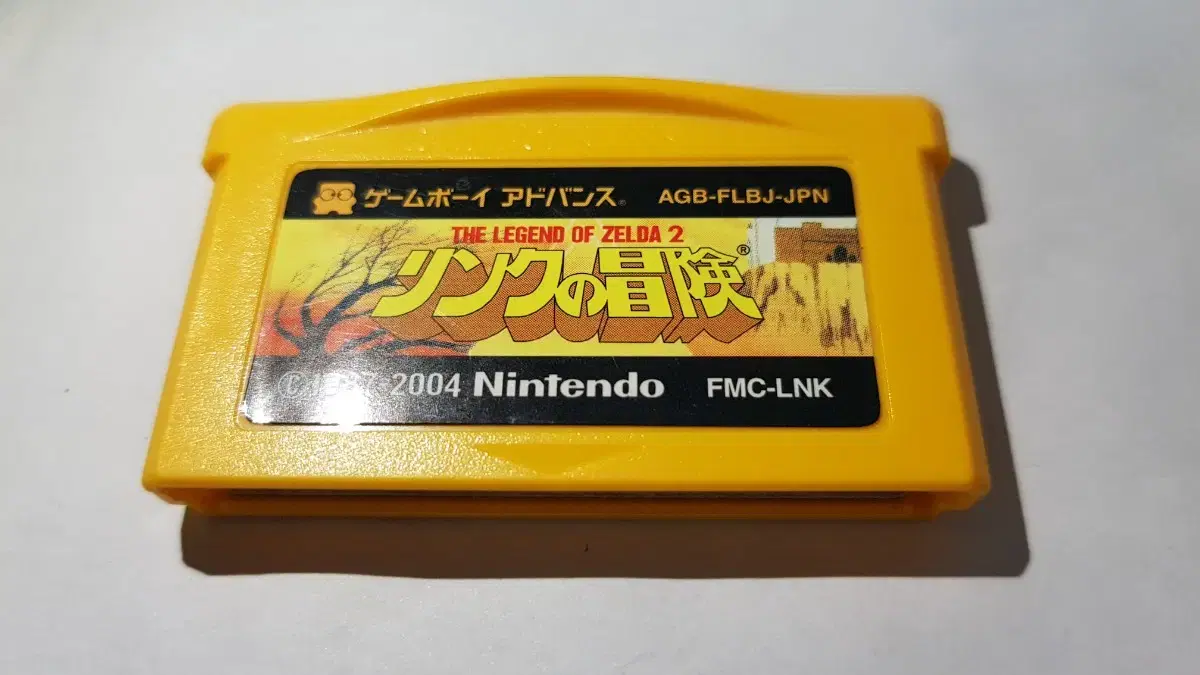 ゲームボーイ アドバンス® AGB-FLBJ-JPN
THE LEGEND OF ZELDA 2
リンクの冒険®
©1987-2004 Nintendo FMC-LNK